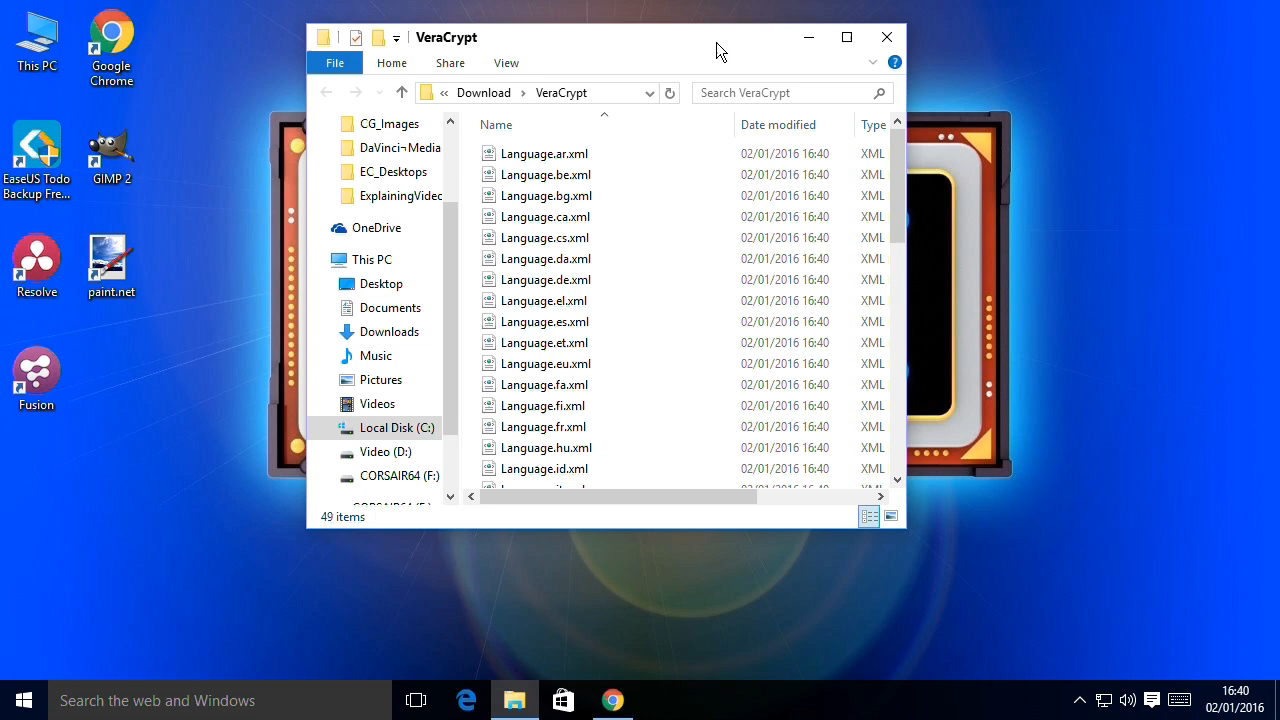 This PC
Google
Chrome
EaseUS Todo
Backup Fre...
GIMP 2
Resolve
paint.net
Fusion
VeraCrypt
File
Home
Share
View
« Download > VeraCrypt
Search VeraCrypt
CG_Images
DaVinci¬Media
EC_Desktops
ExplainingVideo
OneDrive
This PC
Desktop
Documents
Downloads
Music
Pictures
Videos
Local Disk (C:)
Video (D:)
CORSAIR64 (F:)
Name Date modified Type
Language.ar.xml 02/01/2016 16:40 XML
Language.be.xml 02/01/2016 16:40 XML
Language.bg.xml 02/01/2016 16:40 XML
Language.ca.xml 02/01/2016 16:40 XML
Language.cs.xml 02/01/2016 16:40 XML
Language.da.xml 02/01/2016 16:40 XML
Language.de.xml 02/01/2016 16:40 XML
Language.el.xml 02/01/2016 16:40 XML
Language.es.xml 02/01/2016 16:40 XML
Language.et.xml 02/01/2016 16:40 XML
Language.eu.xml 02/01/2016 16:40 XML
Language.fa.xml 02/01/2016 16:40 XML
Language.fi.xml 02/01/2016 16:40 XML
Language.fr.xml 02/01/2016 16:40 XML
Language.hu.xml 02/01/2016 16:40 XML
Language.id.xml 02/01/2016 16:40 XML
49 items
Search the web and Windows
16:40
02/01/2016